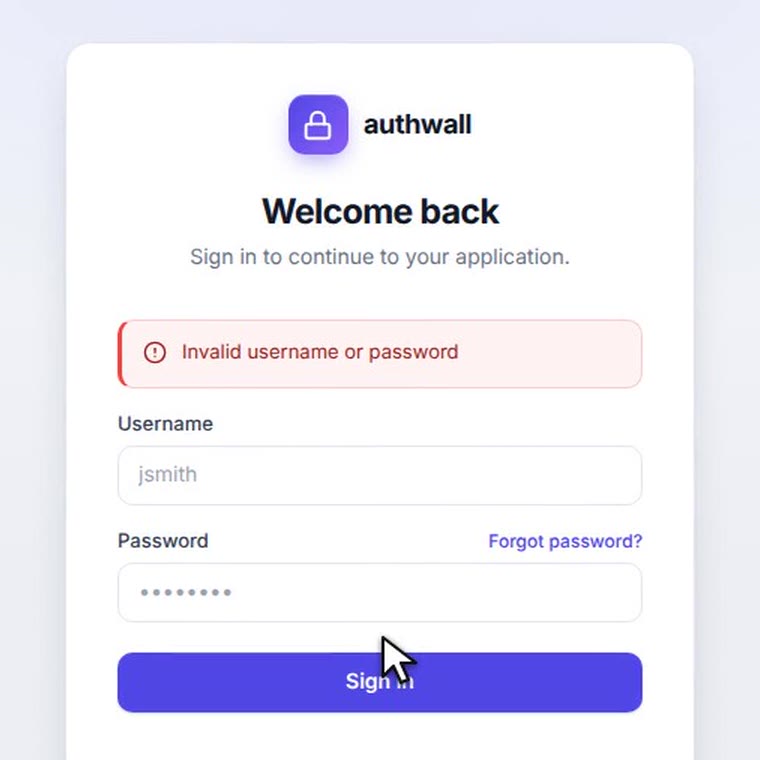 authwall
Welcome back
Sign in to continue to your application.
Invalid username or password
Username
jsmith
Password Forgot password?
••••••••
Sign in